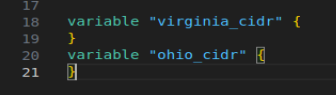 17
18 variable "virginia_cidr" {
19 }
20 variable "ohio_cidr" {
21 }